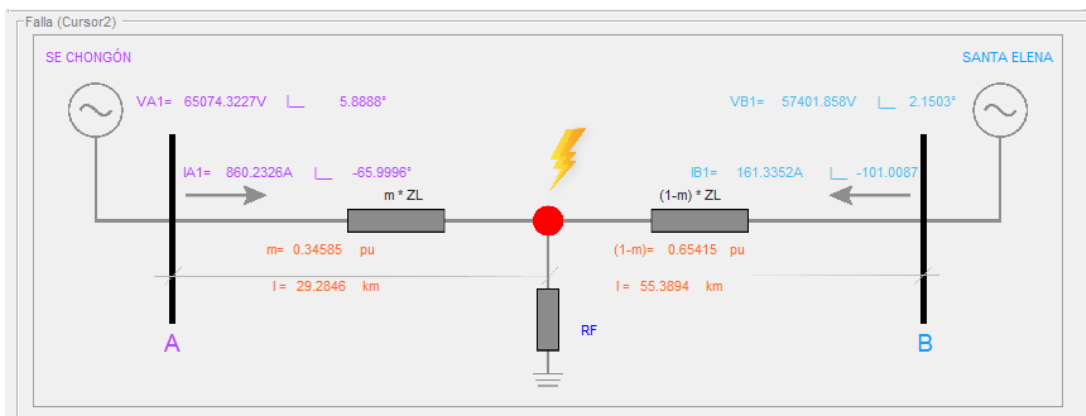 Falla (Cursor2)
SE CHONGÓN
SANTA ELENA
VA1= 65074.3227V |__ 5.8888°
VB1= 57401.858V |__ 2.1503°
IA1= 860.2326A |__ -65.9996°
IB1= 161.3352A |__ -101.0087
m * ZL
(1-m) * ZL
m= 0.34585 pu
(1-m)= 0.65415 pu
l = 29.2846 km
l = 55.3894 km
RF
A
B